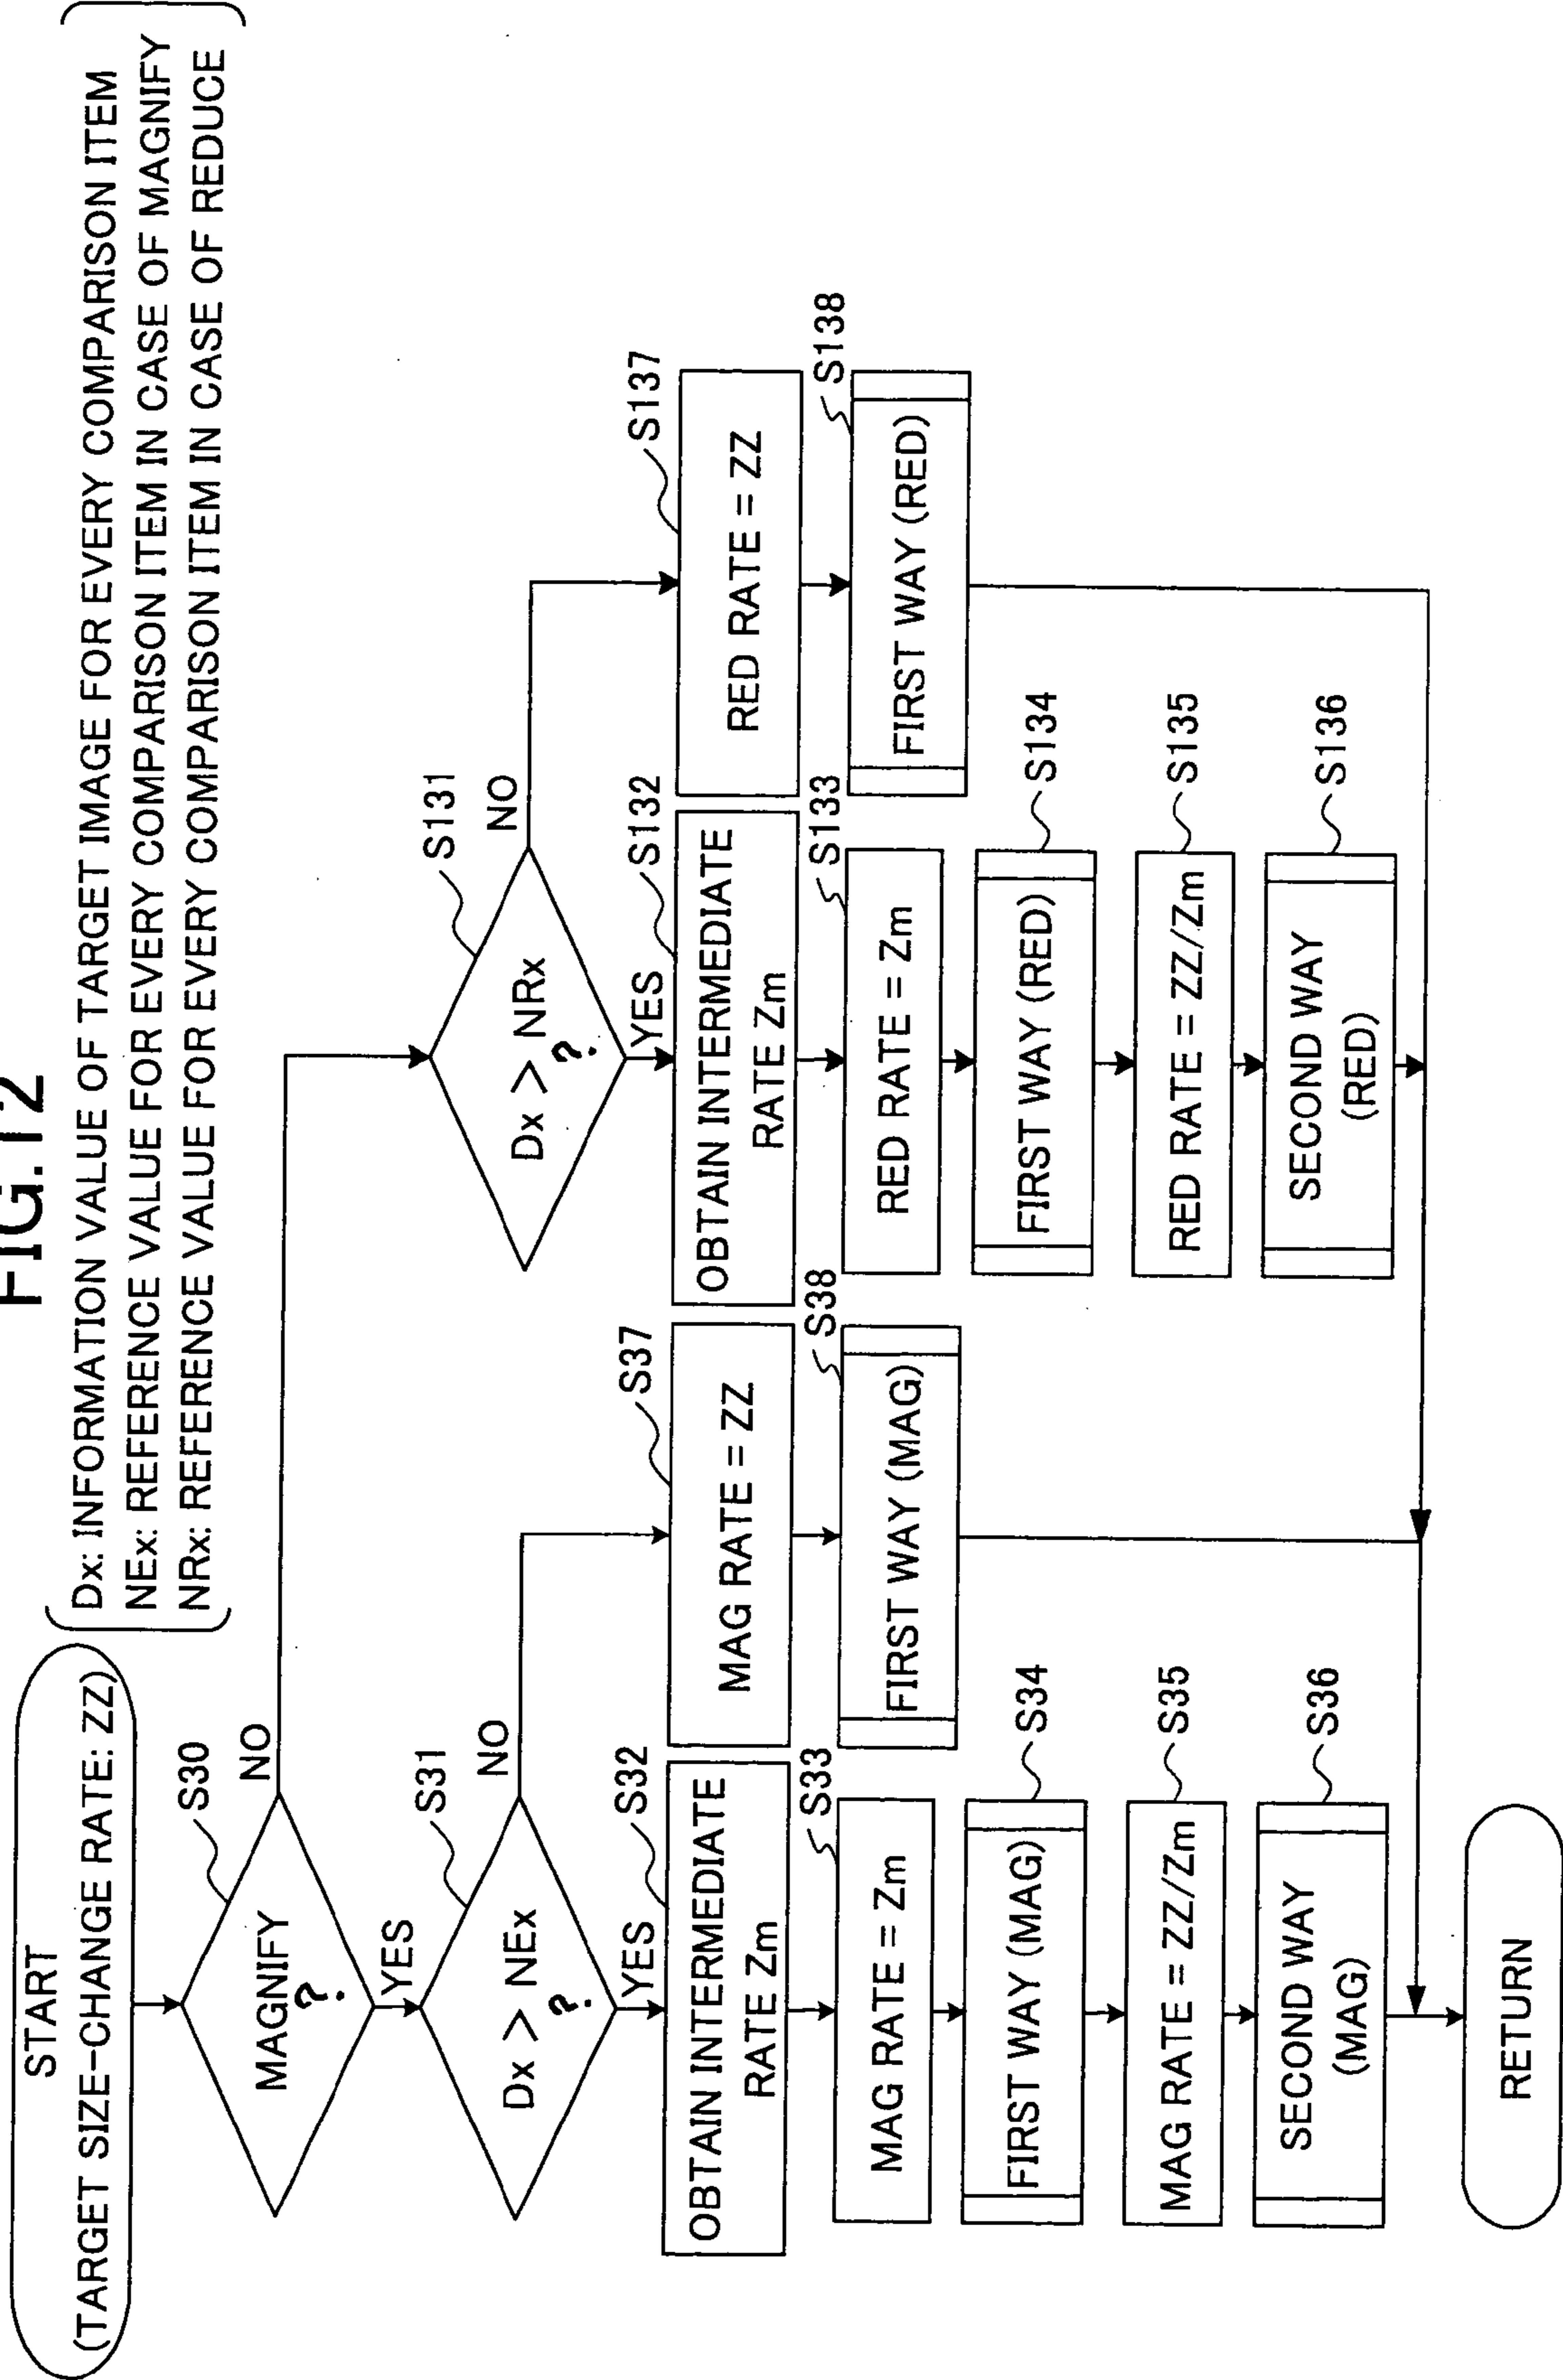 FIG.12
START
(TARGET SIZE-CHANGE RATE: ZZ)
Dx: INFORMATION VALUE OF TARGET IMAGE FOR EVERY COMPARISON ITEM
NEx: REFERENCE VALUE FOR EVERY COMPARISON ITEM IN CASE OF MAGNIFY
NRx: REFERENCE VALUE FOR EVERY COMPARISON ITEM IN CASE OF REDUCE
S30
MAGNIFY
?
NO
YES
S31
Dx > NEx
?
NO
YES
S32
OBTAIN INTERMEDIATE
RATE Zm
S33
MAG RATE = Zm
S34
FIRST WAY (MAG)
S35
MAG RATE = ZZ/Zm
S36
SECOND WAY
(MAG)
S37
MAG RATE = ZZ
S38
FIRST WAY (MAG)
S131
Dx > NRx
?
NO
YES
S132
OBTAIN INTERMEDIATE
RATE Zm
S133
RED RATE = Zm
S134
FIRST WAY (RED)
S135
RED RATE = ZZ/Zm
S136
SECOND WAY
(RED)
S137
RED RATE = ZZ
S138
FIRST WAY (RED)
RETURN